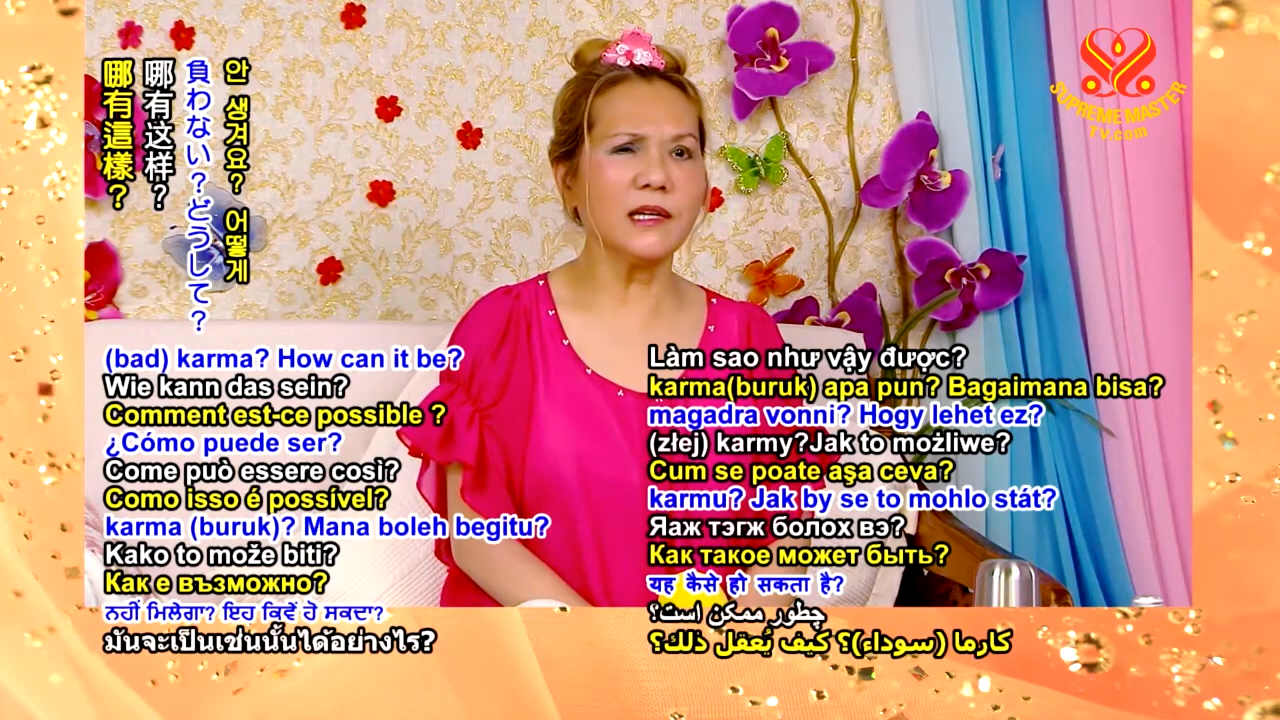 안 생겨요? 어떻게
負わない?どうして?
哪有这样?
哪有這樣?
SUPREME MASTER
TV.com
(bad) karma? How can it be?
Wie kann das sein?
Comment est-ce possible ?
¿Cómo puede ser?
Come può essere così?
Como isso é possível?
karma (buruk)? Mana boleh begitu?
Kako to može biti?
Как е възможно?
ਨਹੀਂ ਮਿਲੇਗਾ? ਇਹ ਕਿਵੇਂ ਹੋ ਸਕਦਾ?
มันจะเป็นเช่นนั้นได้อย่างไร?
Làm sao như vậy được?
karma(buruk) apa pun? Bagaimana bisa?
magadra vonni? Hogy lehet ez?
(złej) karmy?Jak to możliwe?
Cum se poate aşa ceva?
karmu? Jak by se to mohlo stát?
Яаж тэгж болох вэ?
Как такое может быть?
यह कैसे हो सकता है?
چطور ممکن است؟
كارما (سوداء)؟ كيف يُعقل ذلك؟